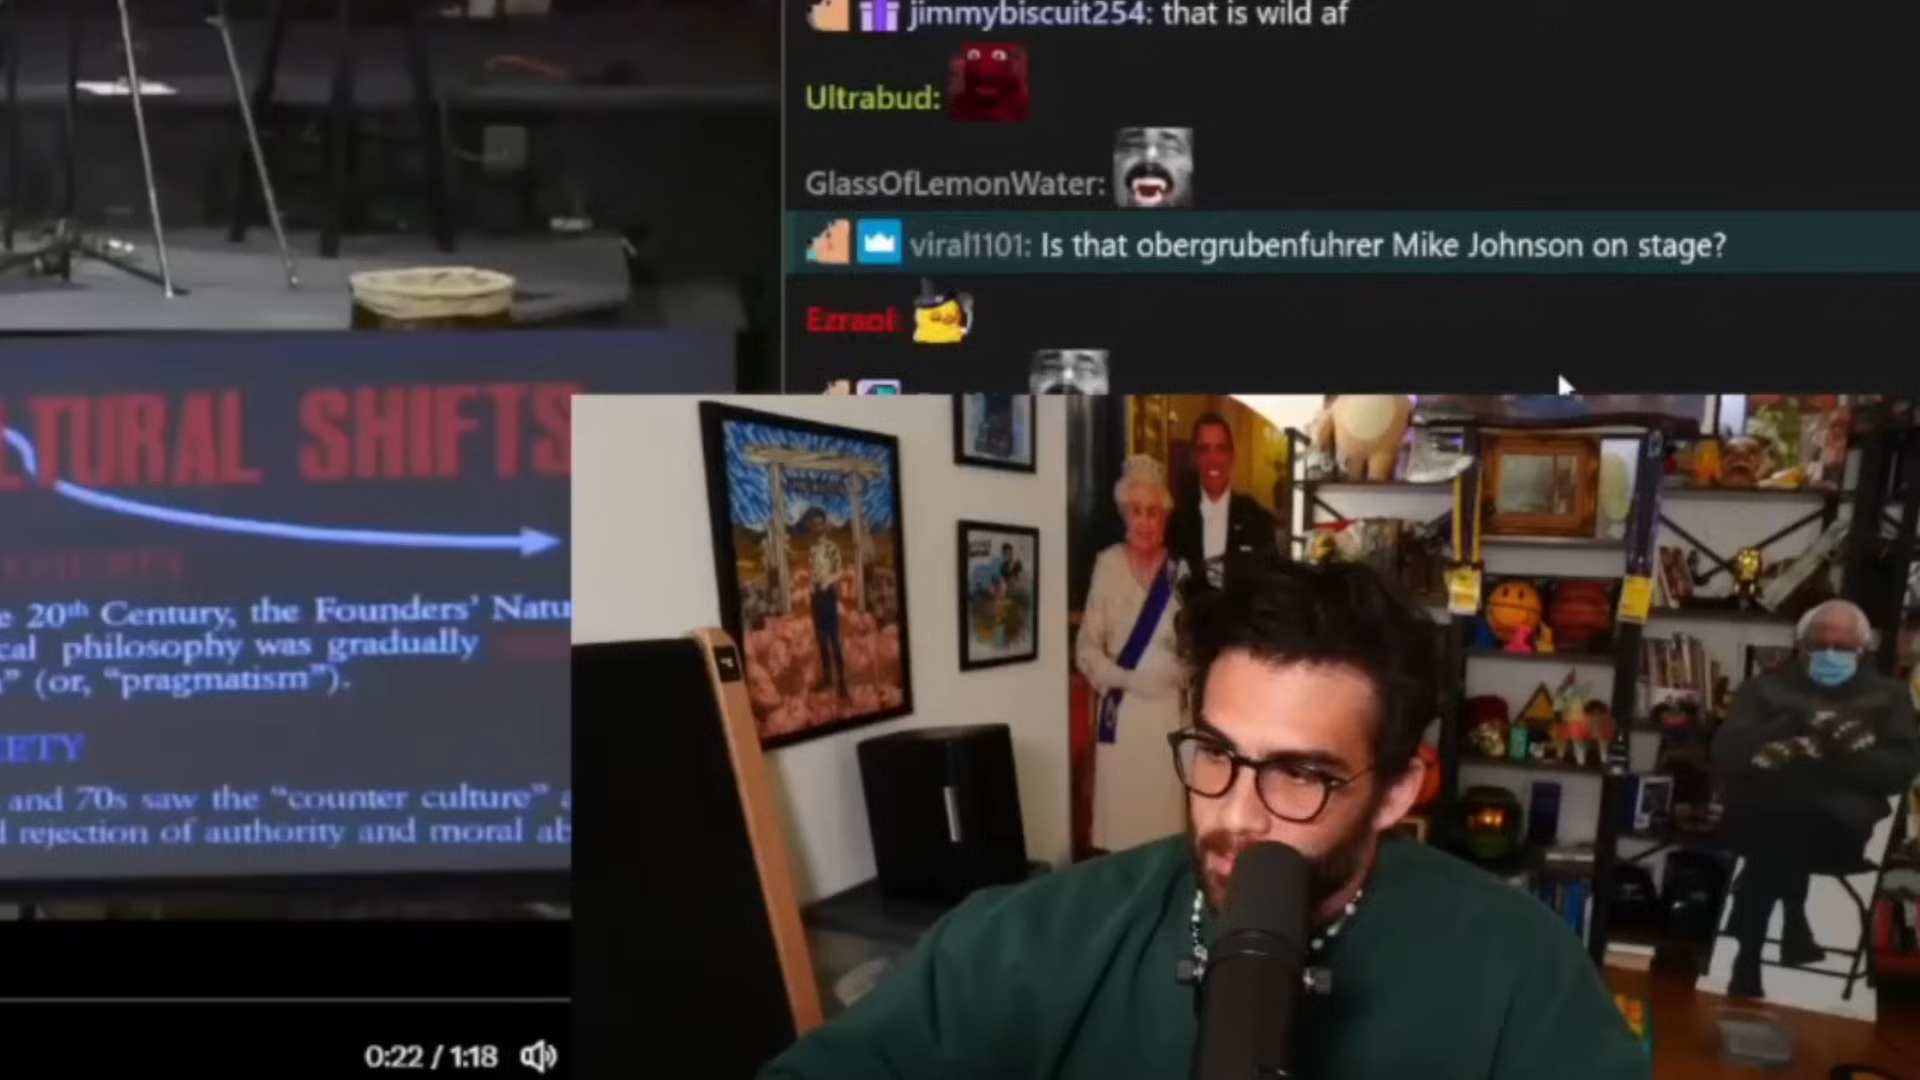 jimmybiscuit254: that is wild af
Ultrabud:
GlassOfLemonWater:
viral1101: Is that obergrubenfuhrer Mike Johnson on stage?
Ezraol:
LTURAL SHIFTS
e 20th Century, the Founders' Natu
cal philosophy was gradually
" (or, "pragmatism").
IETY
and 70s saw the "counter culture" a
l rejection of authority and moral ab
0:22 / 1:18